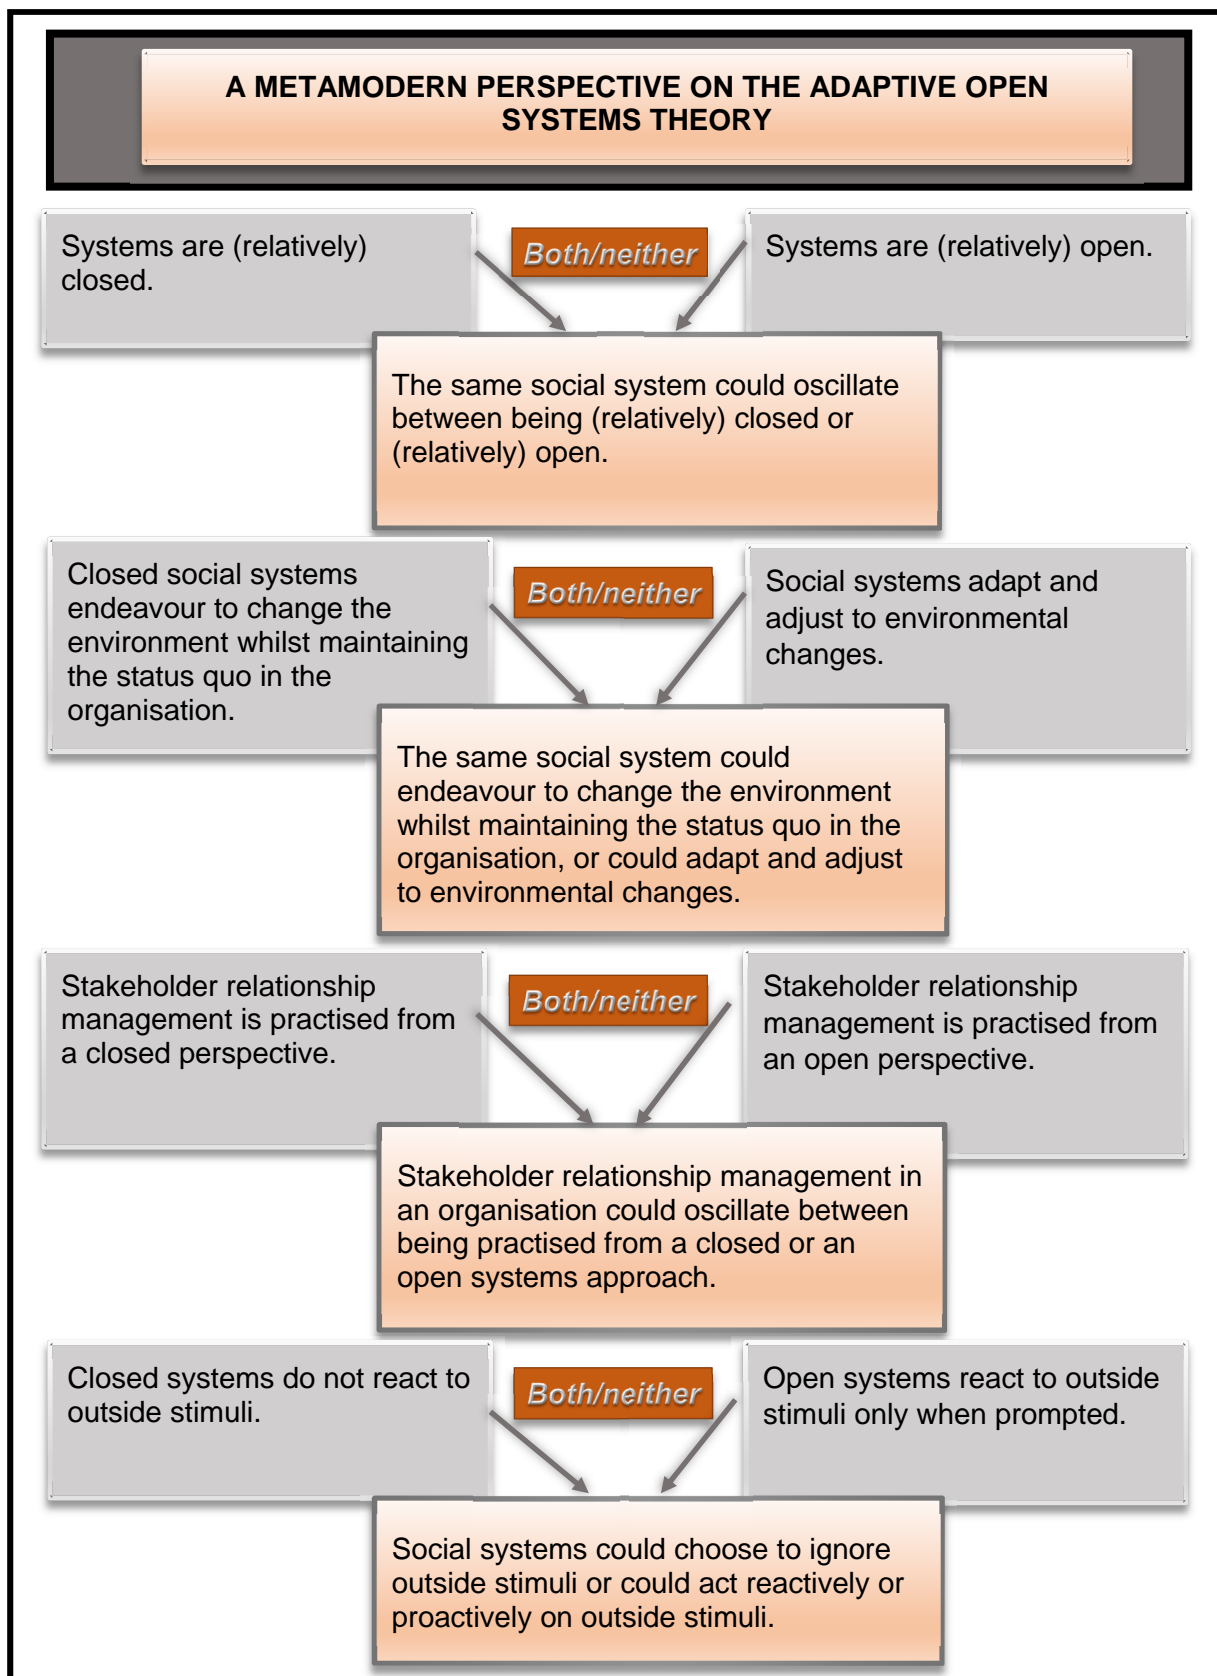 A METAMODERN PERSPECTIVE ON THE ADAPTIVE OPEN
SYSTEMS THEORY
Systems are (relatively)
closed.
Both/neither
Systems are (relatively) open.
The same social system could oscillate
between being (relatively) closed or
(relatively) open.
Closed social systems
endeavour to change the
environment whilst maintaining
the status quo in the
organisation.
Both/neither
Social systems adapt and
adjust to environmental
changes.
The same social system could
endeavour to change the environment
whilst maintaining the status quo in the
organisation, or could adapt and adjust
to environmental changes.
Stakeholder relationship
management is practised from
a closed perspective.
Both/neither
Stakeholder relationship
management is practised from
an open perspective.
Stakeholder relationship management in
an organisation could oscillate between
being practised from a closed or an
open systems approach.
Closed systems do not react to
outside stimuli.
Both/neither
Open systems react to outside
stimuli only when prompted.
Social systems could choose to ignore
outside stimuli or could act reactively or
proactively on outside stimuli.